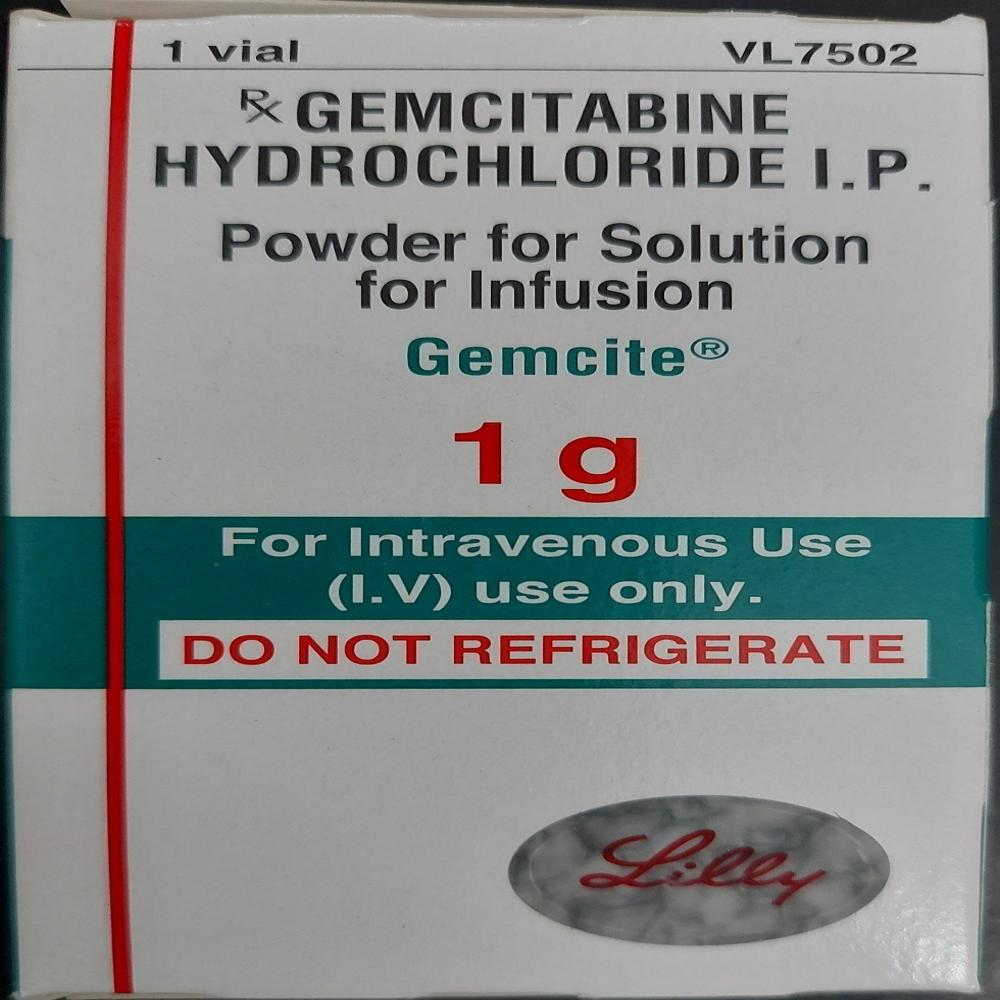 1 vial VL7502
Rx GEMCITABINE
HYDROCHLORIDE I.P.
Powder for Solution
for Infusion
Gemcite®
1 g
For Intravenous Use
(I.V) use only.
DO NOT REFRIGERATE
Lilly